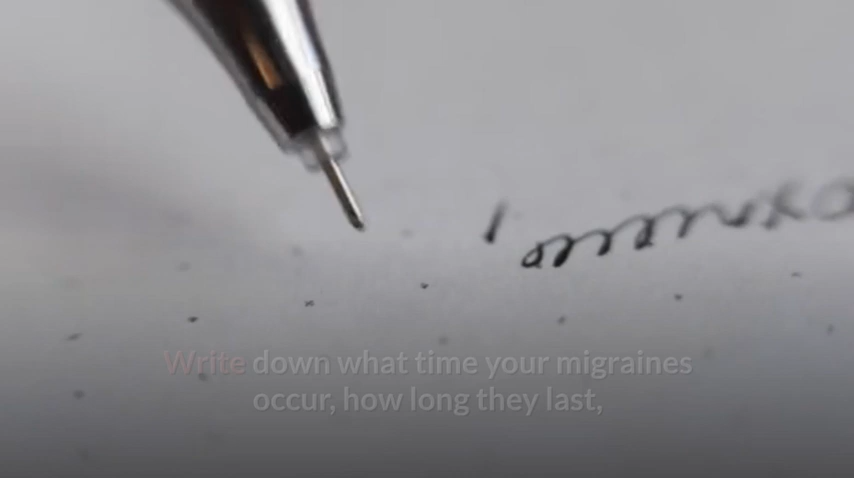 Write down what time your migraines
occur, how long they last,